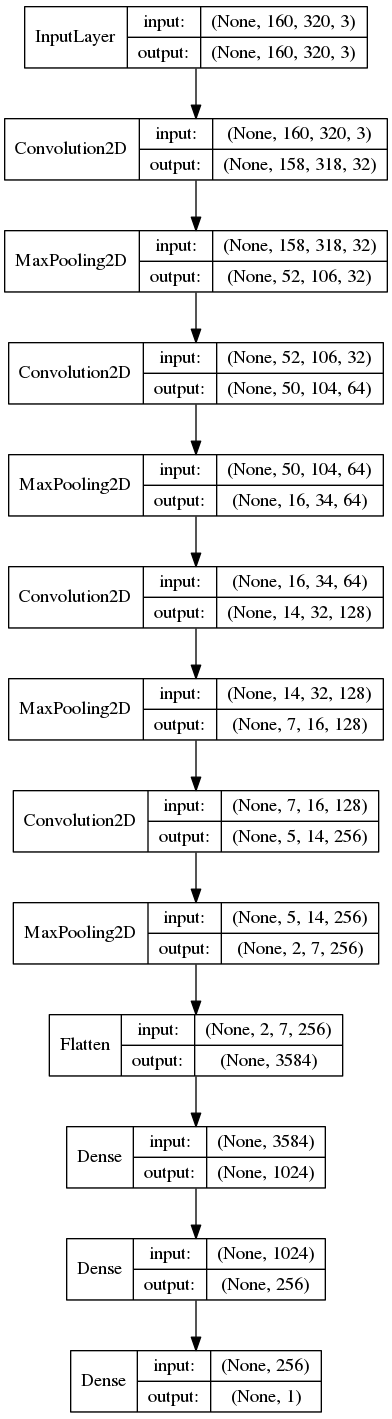 InputLayer
input:
(None, 160, 320, 3)
output:
(None, 160, 320, 3)
Convolution2D
input:
(None, 160, 320, 3)
output:
(None, 158, 318, 32)
MaxPooling2D
input:
(None, 158, 318, 32)
output:
(None, 52, 106, 32)
Convolution2D
input:
(None, 52, 106, 32)
output:
(None, 50, 104, 64)
MaxPooling2D
input:
(None, 50, 104, 64)
output:
(None, 16, 34, 64)
Convolution2D
input:
(None, 16, 34, 64)
output:
(None, 14, 32, 128)
MaxPooling2D
input:
(None, 14, 32, 128)
output:
(None, 7, 16, 128)
Convolution2D
input:
(None, 7, 16, 128)
output:
(None, 5, 14, 256)
MaxPooling2D
input:
(None, 5, 14, 256)
output:
(None, 2, 7, 256)
Flatten
input:
(None, 2, 7, 256)
output:
(None, 3584)
Dense
input:
(None, 3584)
output:
(None, 1024)
Dense
input:
(None, 1024)
output:
(None, 256)
Dense
input:
(None, 256)
output:
(None, 1)